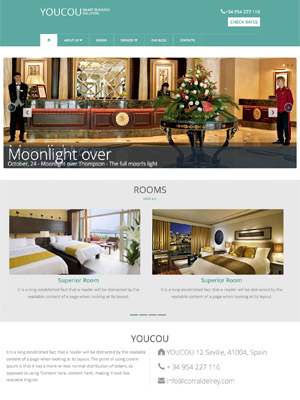 YOUCOU SMART BUSINESS SOLUTION
+34 954 227 116
CHECK RATES
ABOUT US ROOMS SERVICES OUR BLOG CONTACTS
Moonlight over
October, 24 - Moonlight over Thompson - The full moon's light
ROOMS
VIEW ALL
Superior Room
It is a long established fact that a reader will be distracted by the
readable content of a page when looking at its layout.
Superior Room
It is a long established fact that a reader will be distracted by the
readable content of a page when looking at its layout.
YOUCOU
It is a long established fact that a reader will be distracted by the
readable content of a page when looking at its layout. The point of using Lorem
Ipsum is that it has a more-or-less normal distribution of letters, as
opposed to using 'Content here, content here', making it look like
readable English.
YOUCOU 12 Seville, 41004, Spain
+ 34 954 227 116
info@corraldelrey.com